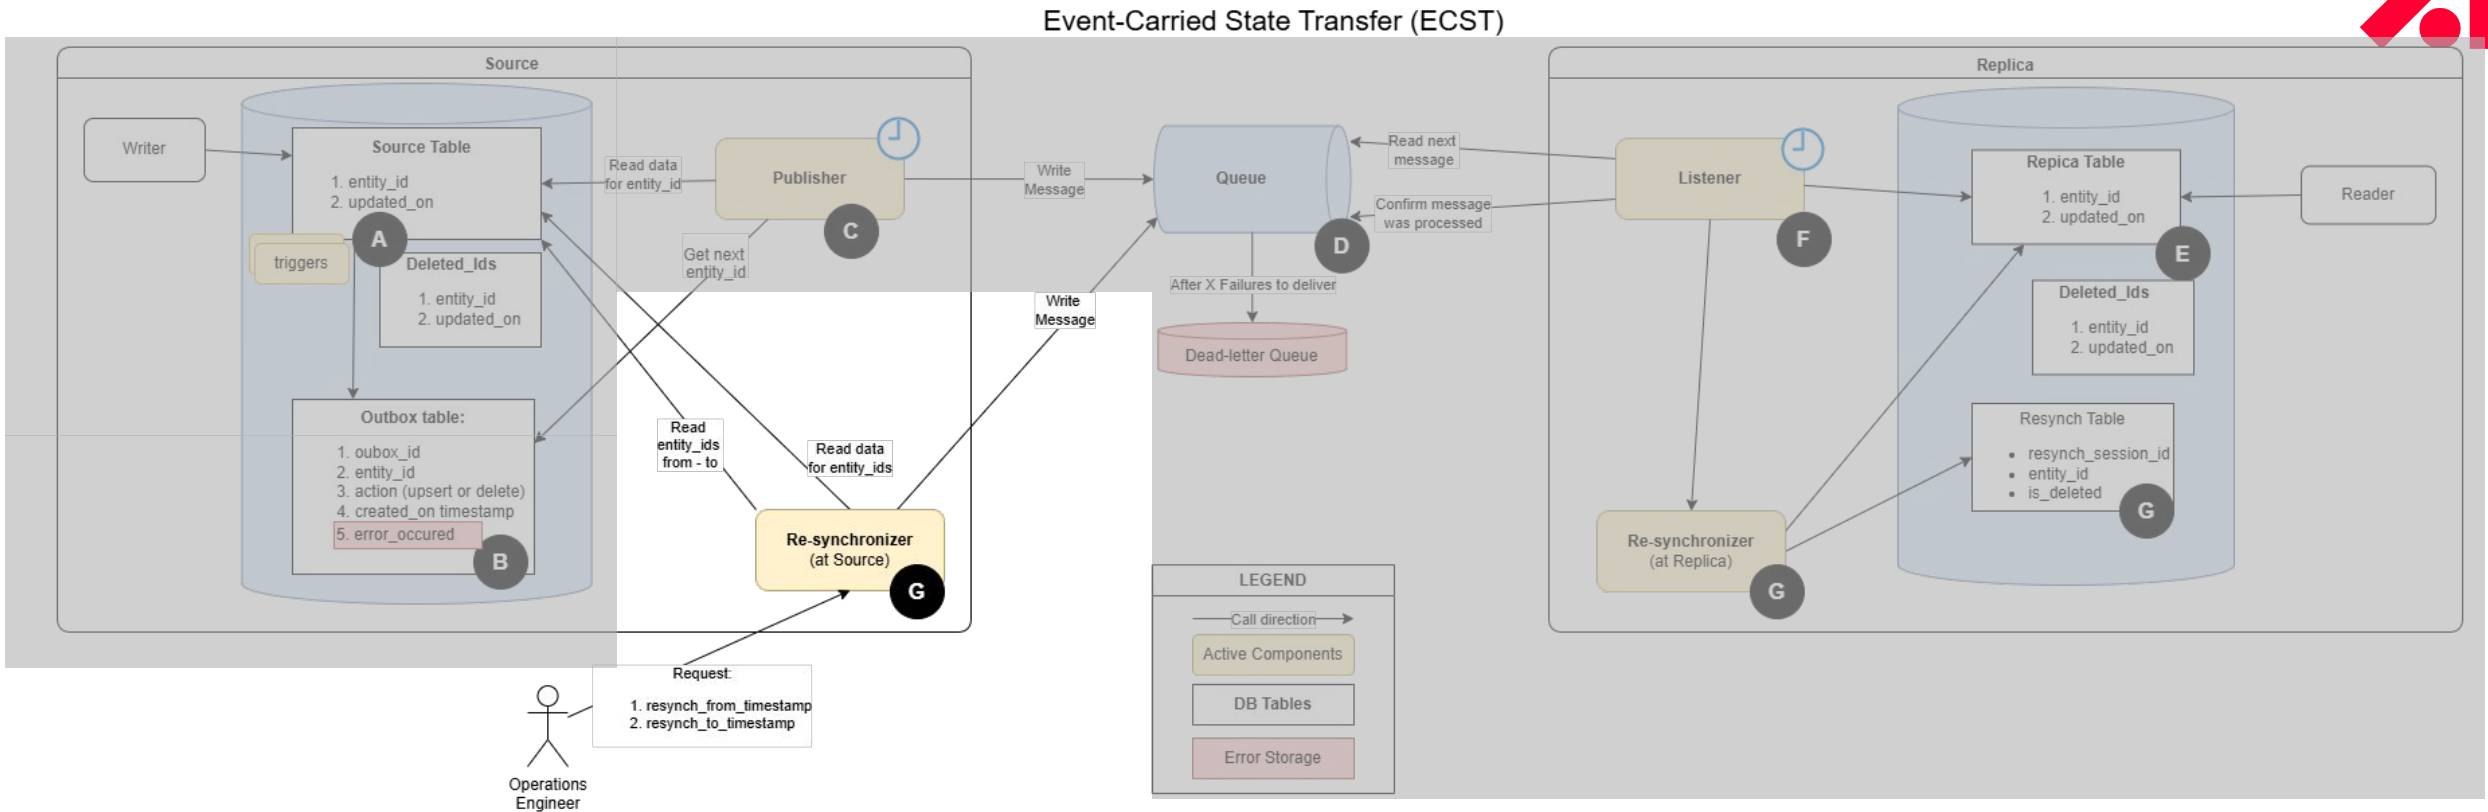 Event-Carried State Transfer (ECST)
Source
Writer
Source Table
1. entity_id
2. updated_on
A
triggers
Deleted_Ids
1. entity_id
2. updated_on
Outbox table:
1. oubox_id
2. entity_id
3. action (upsert or delete)
4. created_on timestamp
5. error_occured
B
Read data
for entity_id
Publisher
C
Get next
entity_id
Write
Message
Queue
D
After X Failures to deliver
Dead-letter Queue
Write
Message
Read
entity_ids
from - to
Read data
for entity_ids
Re-synchronizer
(at Source)
G
Request:
1. resynch_from_timestamp
2. resynch_to_timestamp
Operations
Engineer
Read next
message
Confirm message
was processed
Replica
Listener
F
Repica Table
1. entity_id
2. updated_on
E
Reader
Deleted_Ids
1. entity_id
2. updated_on
Resynch Table
• resynch_session_id
• entity_id
• is_deleted
G
Re-synchronizer
(at Replica)
G
LEGEND
Call direction
Active Components
DB Tables
Error Storage